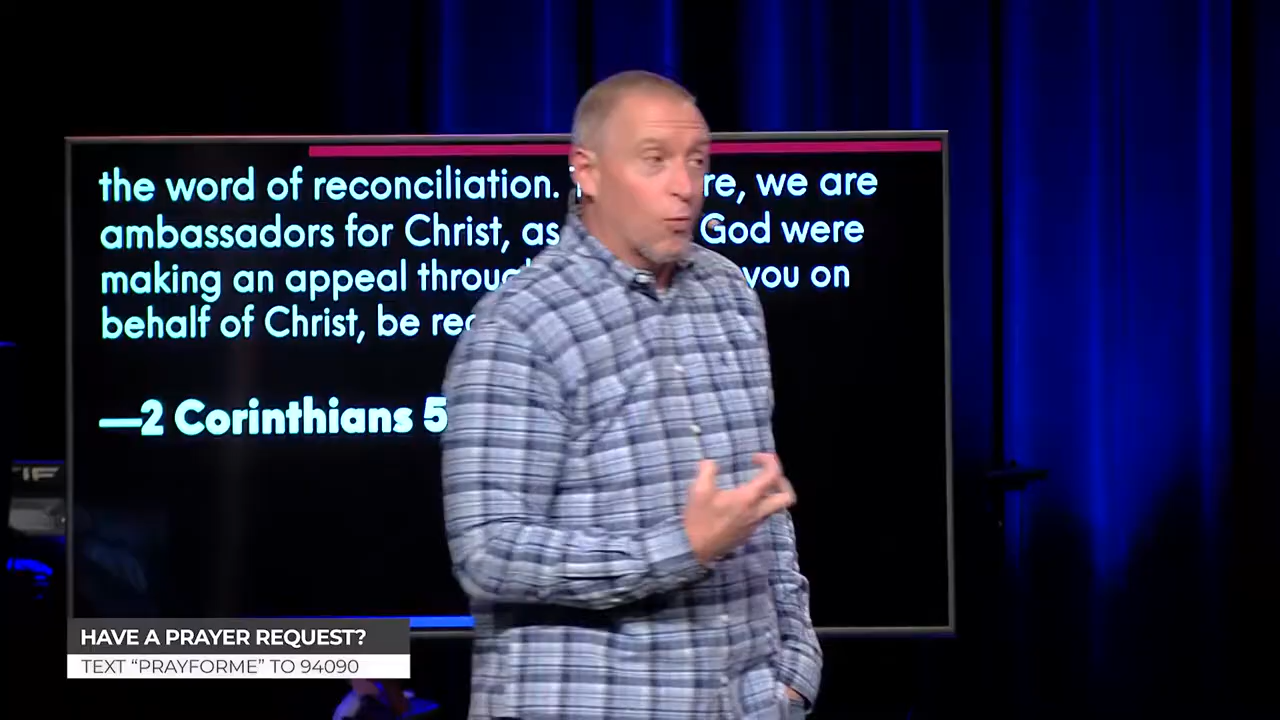 the word of reconciliation. re, we are
ambassadors for Christ, as God were
making an appeal throu you on
behalf of Christ, be re
—2 Corinthians 5
HAVE A PRAYER REQUEST?
TEXT “PRAYFORME” TO 94090